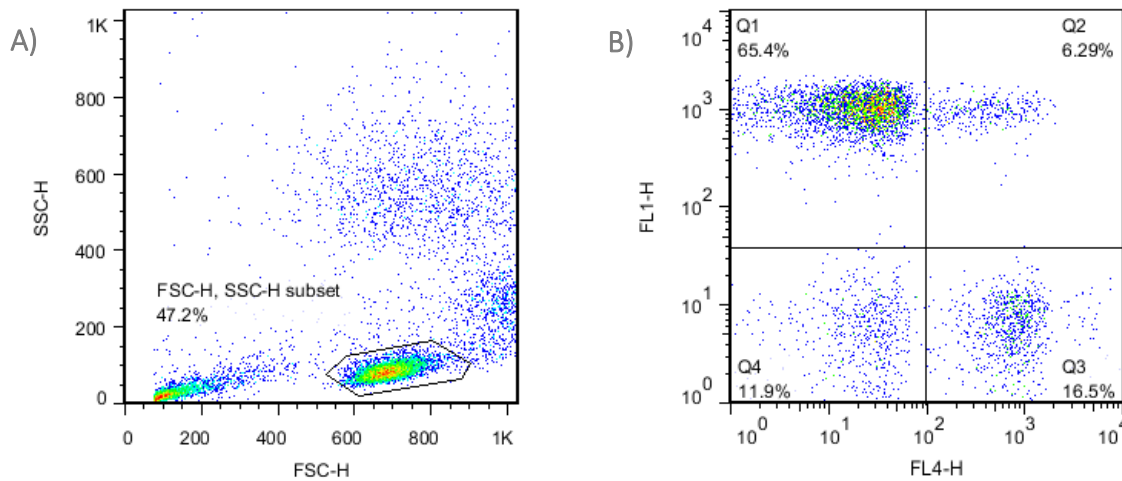 A)
1K
800
600
400
200
0
SSC-H
FSC-H, SSC-H subset
47.2%
0
200
400
600
800
1K
FSC-H
B)
10^4
10^3
10^2
10^1
10^0
FL1-H
Q1
65.4%
Q2
6.29%
Q4
11.9%
Q3
16.5%
10^0
10^1
10^2
10^3
10^4
FL4-H